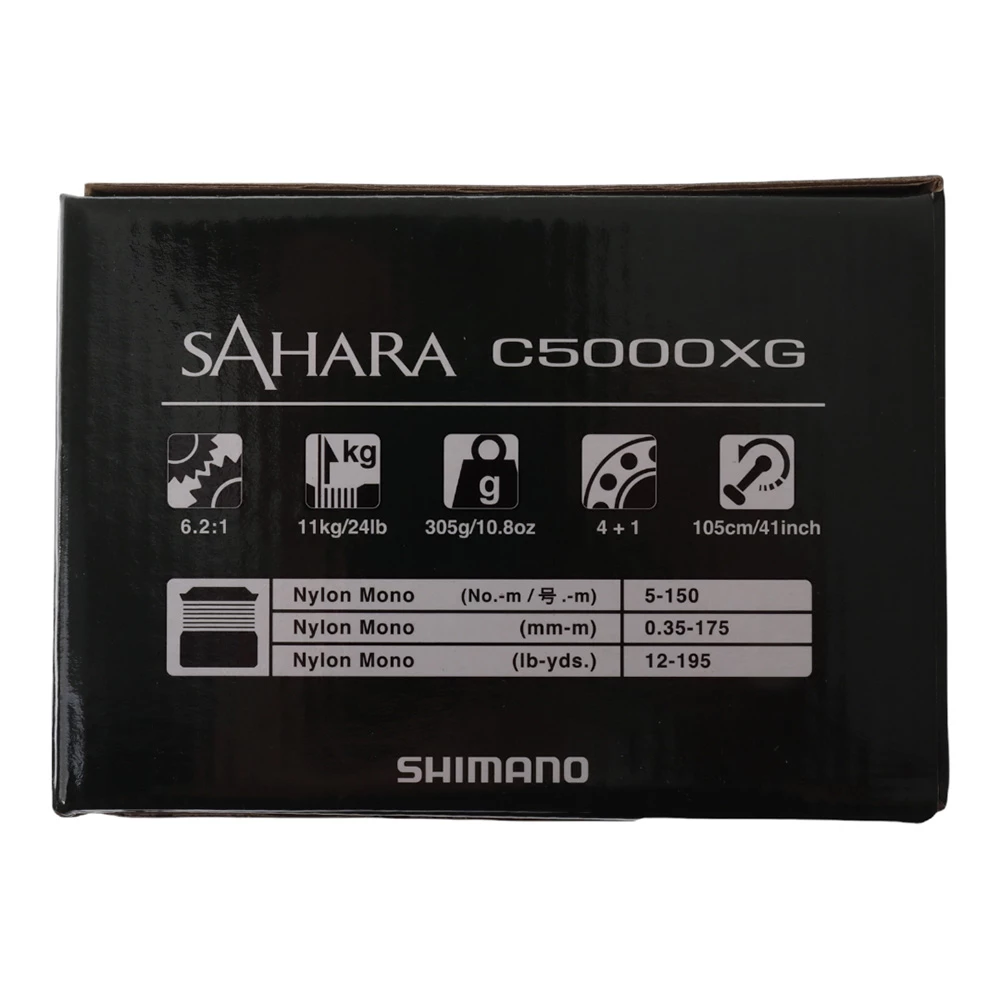 SAHARA C5000XG
kg g
6.2:1 11kg/24lb 305g/10.8oz 4 + 1 105cm/41inch
Nylon Mono (No.-m / 号.-m) 5-150
Nylon Mono (mm-m) 0.35-175
Nylon Mono (lb-yds.) 12-195
SHIMANO